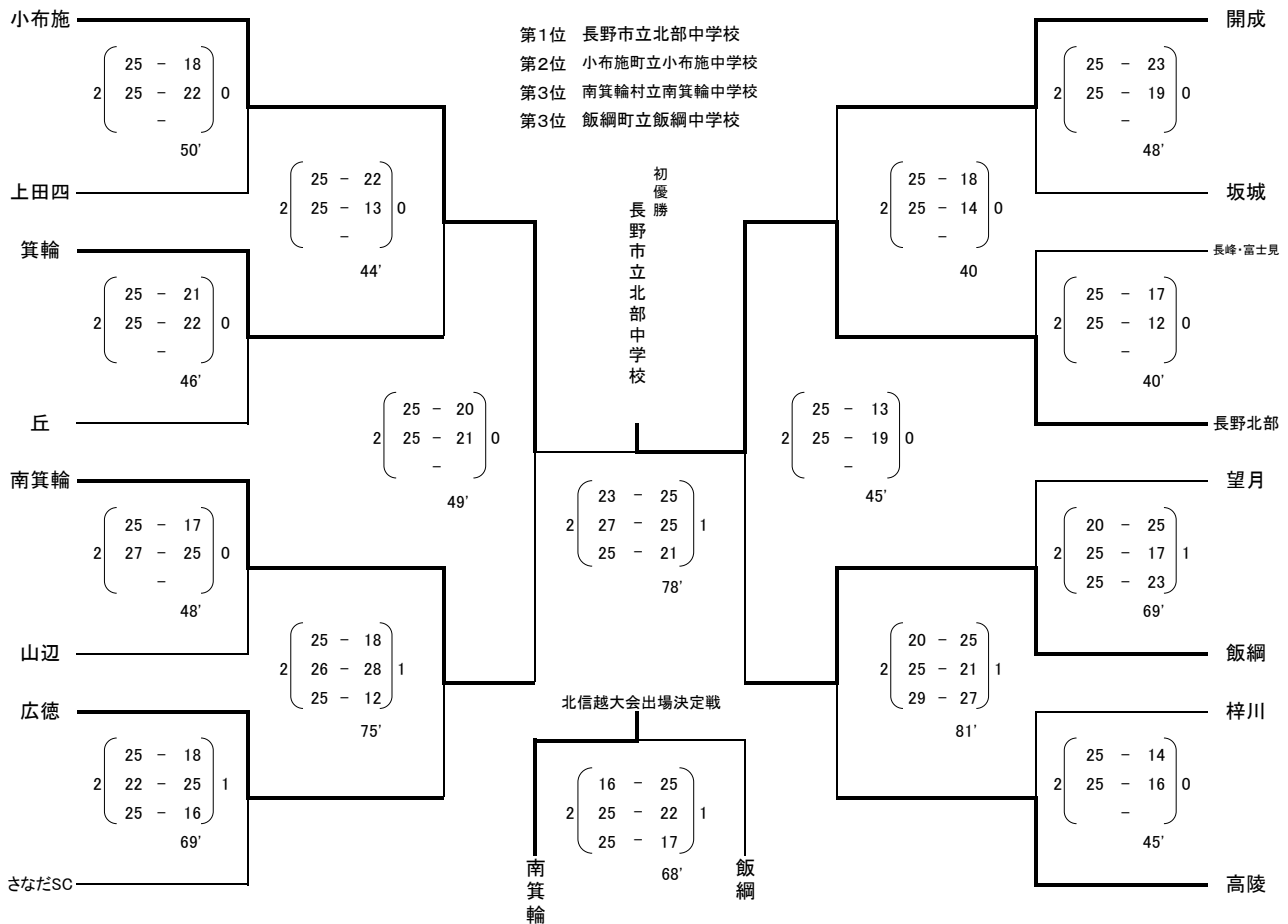 第1位 長野市立北部中学校
第2位 小布施町立小布施中学校
第3位 南箕輪村立南箕輪中学校
第3位 飯綱町立飯綱中学校
初優勝
長野市立北部中学校
小布施
25 - 18
2 25 - 22 0
-
50'
上田四
25 - 22
2 25 - 13 0
-
44'
箕輪
25 - 21
2 25 - 22 0
-
46'
丘
25 - 20
2 25 - 21 0
-
49'
南箕輪
25 - 17
2 27 - 25 0
-
48'
山辺
25 - 18
2 26 - 28 1
25 - 12
75'
広徳
25 - 18
2 22 - 25 1
25 - 16
69'
さなだSC
23 - 25
2 27 - 25 1
25 - 21
78'
北信越大会出場決定戦
16 - 25
2 25 - 22 1
25 - 17
68'
南箕輪
飯綱
開成
25 - 23
2 25 - 19 0
-
48'
坂城
25 - 18
2 25 - 14 0
-
40
長峰・富士見
25 - 17
2 25 - 12 0
-
40'
長野北部
25 - 13
2 25 - 19 0
-
45'
望月
20 - 25
2 25 - 17 1
25 - 23
69'
飯綱
20 - 25
2 25 - 21 1
29 - 27
81'
梓川
25 - 14
2 25 - 16 0
-
45'
高陵